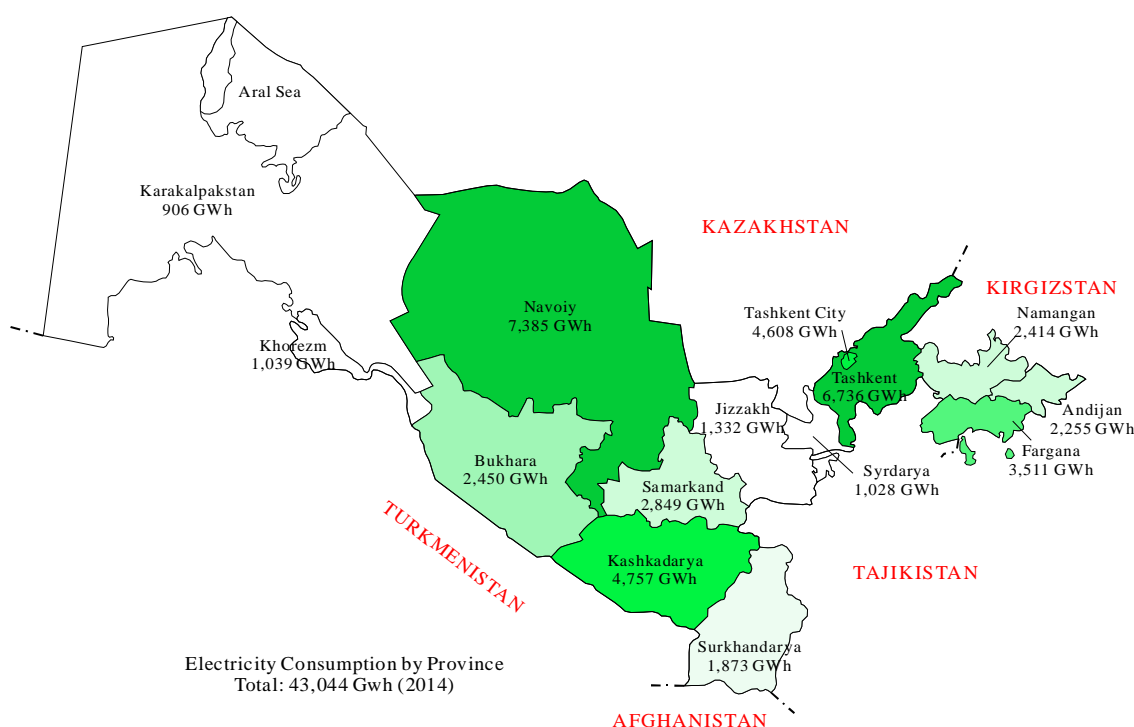 Aral Sea
Karakalpakstan
906 GWh
KAZAKHSTAN
KIRGIZSTAN
Navoiy
7,385 GWh
Tashkent City
4,608 GWh
Namangan
2,414 GWh
Khorezm
1,039 GWh
Tashkent
6,736 GWh
Jizzakh
1,332 GWh
Andijan
2,255 GWh
Fargana
3,511 GWh
Bukhara
2,450 GWh
Syrdarya
1,028 GWh
Samarkand
2,849 GWh
TURKMENISTAN
Kashkadarya
4,757 GWh
TAJIKISTAN
Surkhandarya
1,873 GWh
Electricity Consumption by Province
Total: 43,044 Gwh (2014)
AFGHANISTAN